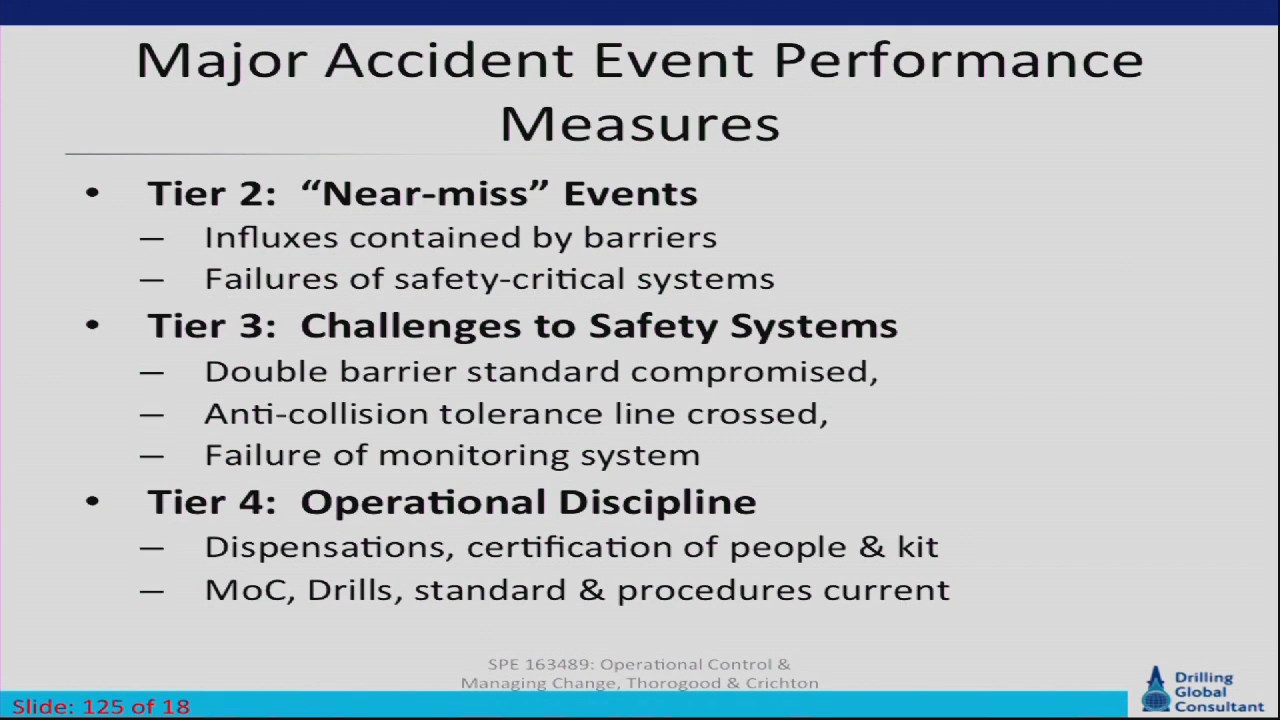 Major Accident Event Performance
Measures
• Tier 2: “Near-miss” Events
– Influxes contained by barriers
– Failures of safety-critical systems
• Tier 3: Challenges to Safety Systems
– Double barrier standard compromised,
– Anti-collision tolerance line crossed,
– Failure of monitoring system
• Tier 4: Operational Discipline
– Dispensations, certification of people & kit
– MoC, Drills, standard & procedures current
SPE 163489: Operational Control &
Managing Change, Thorogood & Crichton
Slide: 125 of 18
Drilling
Global
Consultant